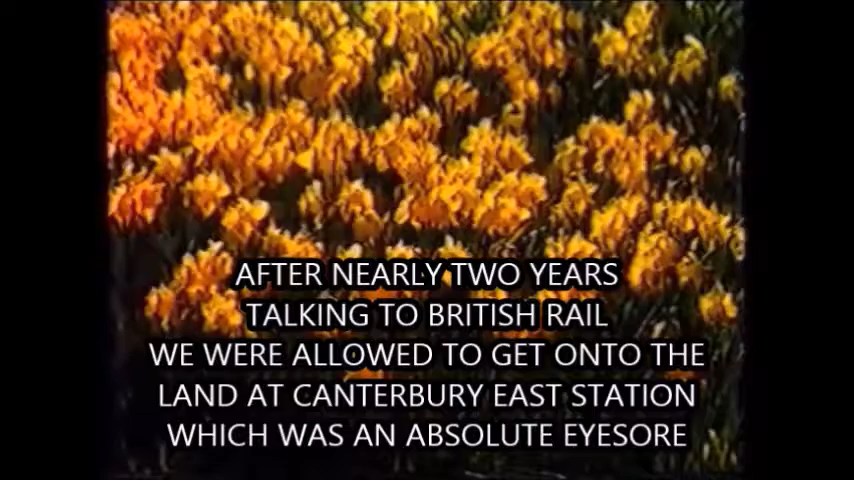 AFTER NEARLY TWO YEARS
TALKING TO BRITISH RAIL
WE WERE ALLOWED TO GET ONTO THE
LAND AT CANTERBURY EAST STATION
WHICH WAS AN ABSOLUTE EYESORE